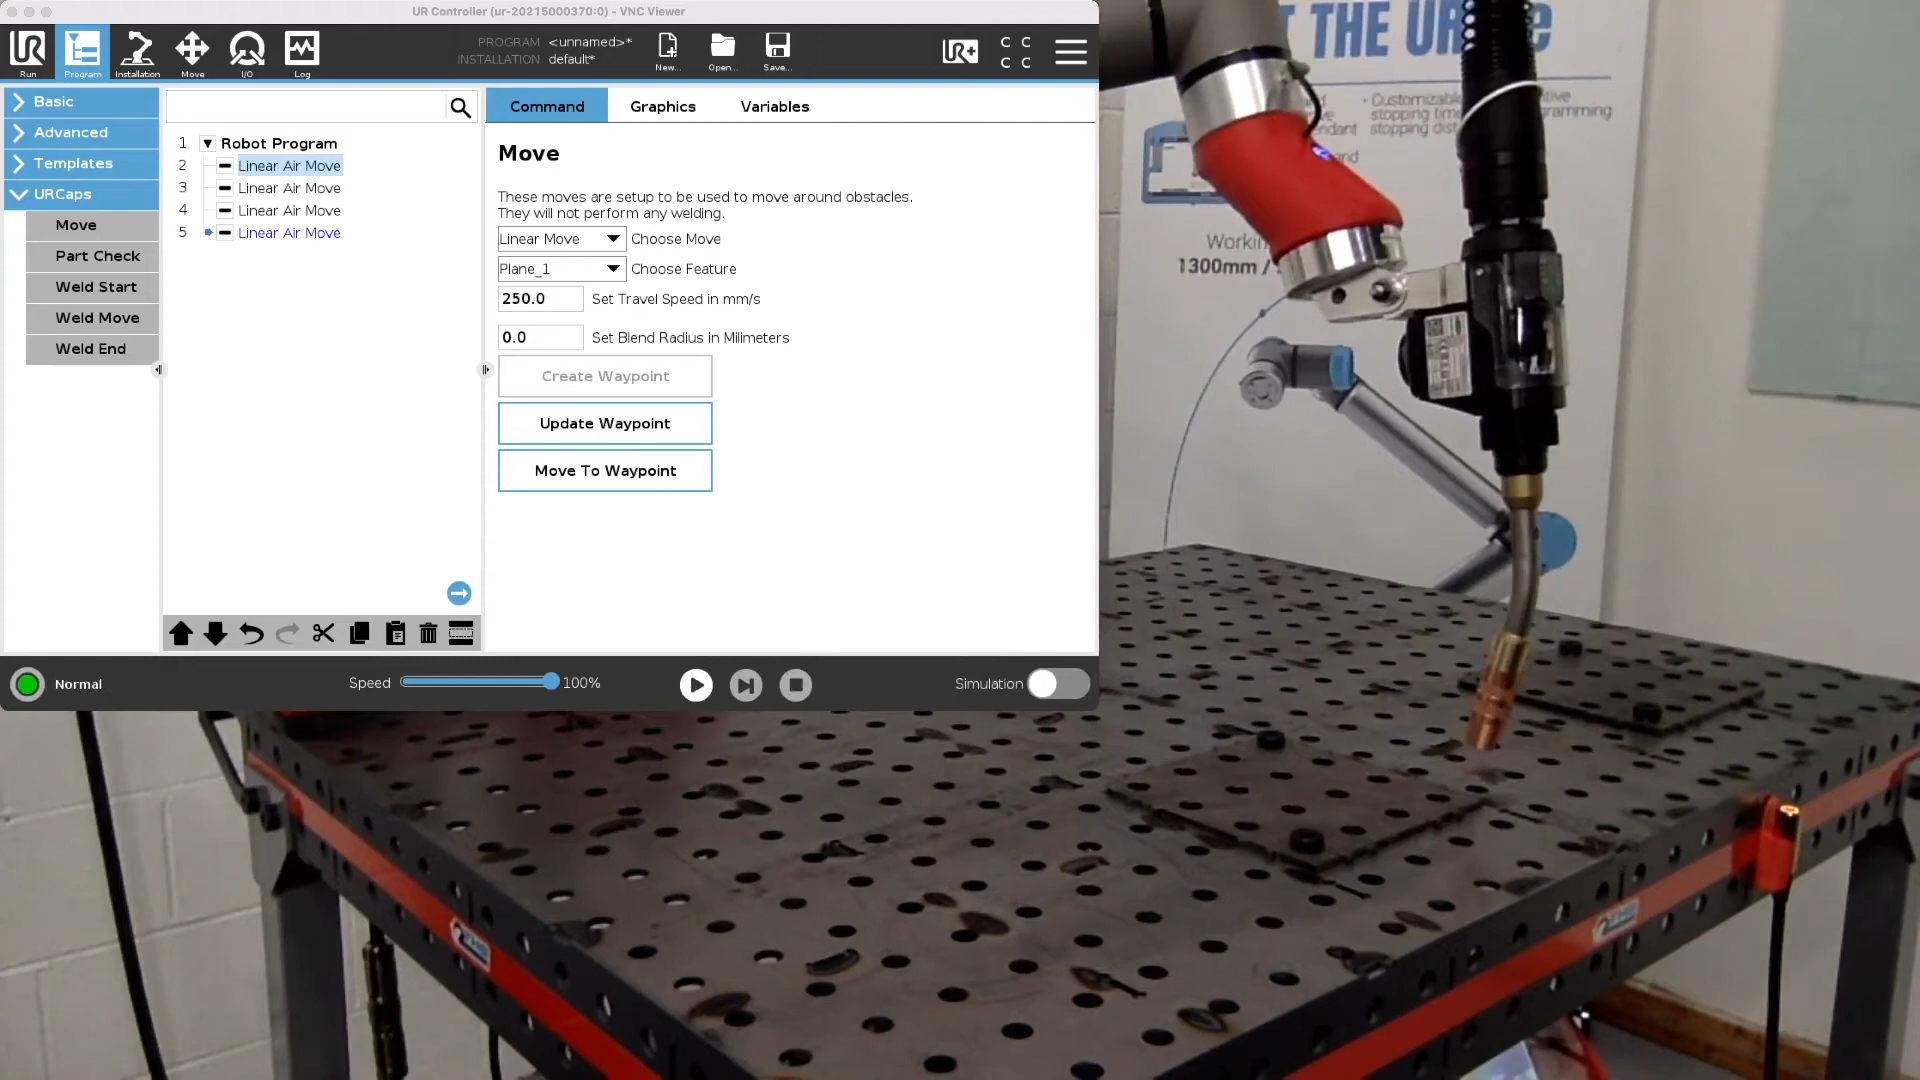 UR Controller (ur-20215000370:0) - VNC Viewer
UR
Run
Program
Installation
Move
I/O
Log
PROGRAM <unnamed>*
INSTALLATION default*
New...
Open...
Save...
UR+
C C
C C
Basic
Advanced
Templates
URCaps
Move
Part Check
Weld Start
Weld Move
Weld End
1 Robot Program
2 Linear Air Move
3 Linear Air Move
4 Linear Air Move
5 Linear Air Move
Command Graphics Variables
Move
These moves are setup to be used to move around obstacles.
They will not perform any welding.
Linear Move Choose Move
Plane_1 Choose Feature
250.0 Set Travel Speed in mm/s
0.0 Set Blend Radius in Milimeters
Create Waypoint
Update Waypoint
Move To Waypoint
Normal
Speed 100%
Simulation
THE UR
Customizable
stopping time
stopping dis
1300mm /